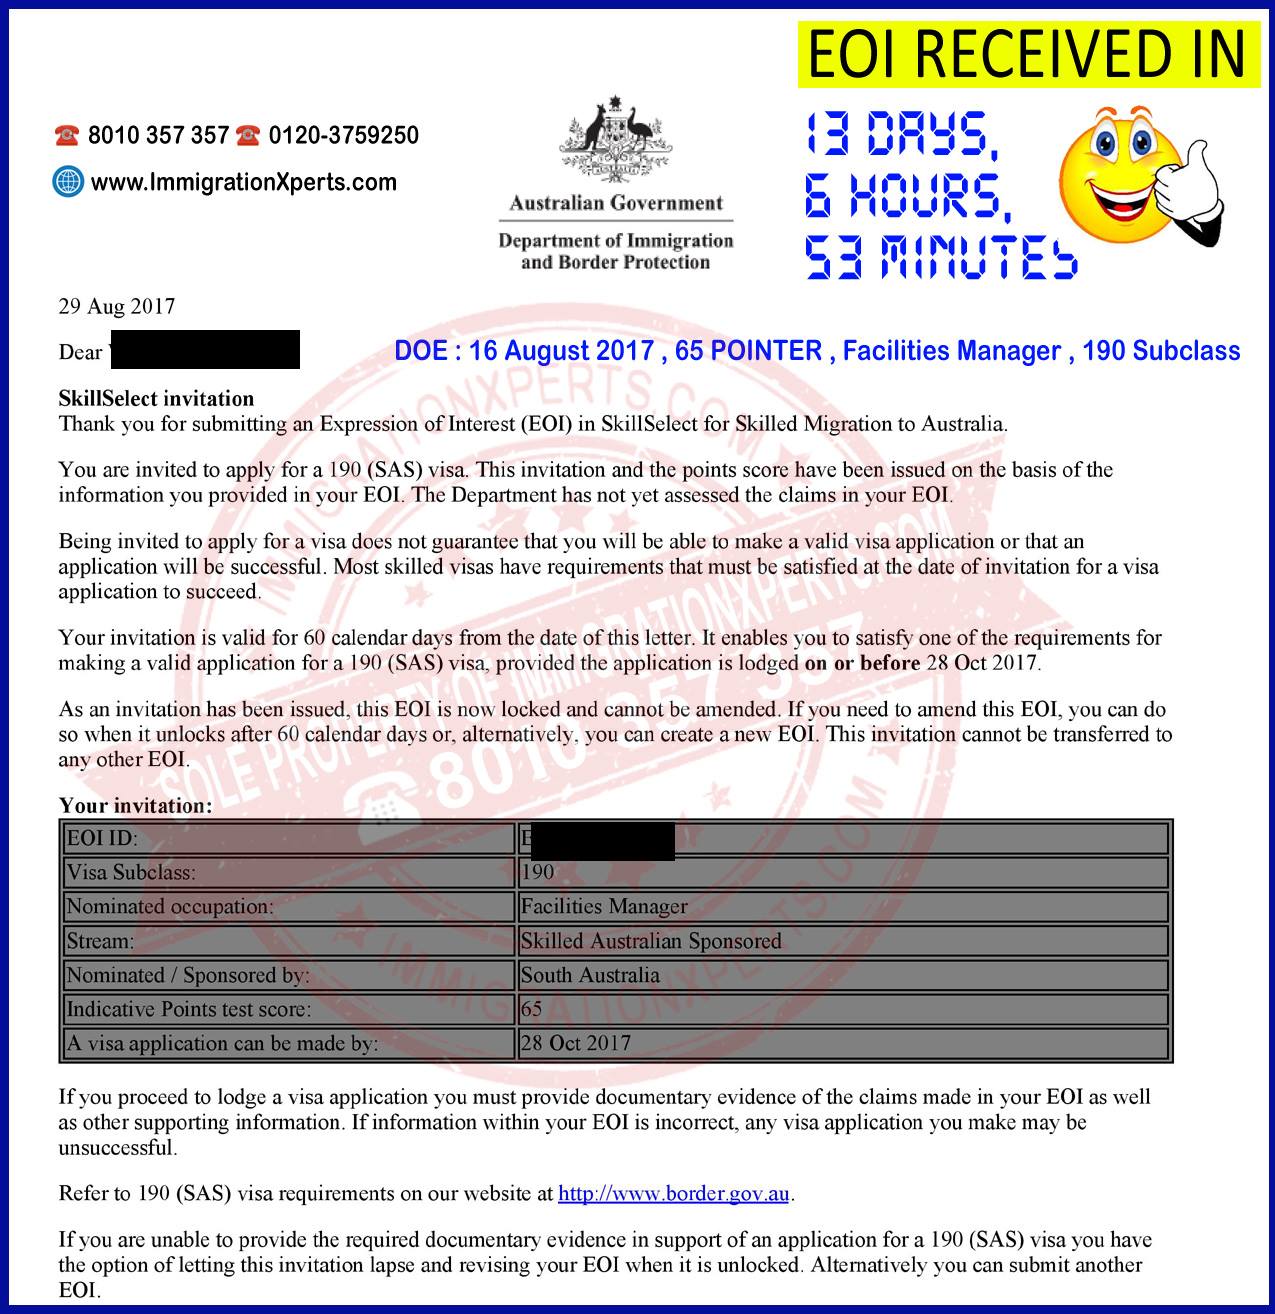 EOI RECEIVED IN
13 DAYS,
6 HOURS,
53 MINUTES
8010 357 357 0120-3759250
www.ImmigrationXperts.com
Australian Government
Department of Immigration
and Border Protection
29 Aug 2017
Dear
DOE : 16 August 2017 , 65 POINTER , Facilities Manager , 190 Subclass
SkillSelect invitation
Thank you for submitting an Expression of Interest (EOI) in SkillSelect for Skilled Migration to Australia.
You are invited to apply for a 190 (SAS) visa. This invitation and the points score have been issued on the basis of the
information you provided in your EOI. The Department has not yet assessed the claims in your EOI.
Being invited to apply for a visa does not guarantee that you will be able to make a valid visa application or that an
application will be successful. Most skilled visas have requirements that must be satisfied at the date of invitation for a visa
application to succeed.
Your invitation is valid for 60 calendar days from the date of this letter. It enables you to satisfy one of the requirements for
making a valid application for a 190 (SAS) visa, provided the application is lodged on or before 28 Oct 2017.
As an invitation has been issued, this EOI is now locked and cannot be amended. If you need to amend this EOI, you can do
so when it unlocks after 60 calendar days or, alternatively, you can create a new EOI. This invitation cannot be transferred to
any other EOI.
Your invitation:
EOI ID: E
Visa Subclass: 190
Nominated occupation: Facilities Manager
Stream: Skilled Australian Sponsored
Nominated / Sponsored by: South Australia
Indicative Points test score: 65
A visa application can be made by: 28 Oct 2017
If you proceed to lodge a visa application you must provide documentary evidence of the claims made in your EOI as well
as other supporting information. If information within your EOI is incorrect, any visa application you make may be
unsuccessful.
Refer to 190 (SAS) visa requirements on our website at http://www.border.gov.au.
If you are unable to provide the required documentary evidence in support of an application for a 190 (SAS) visa you have
the option of letting this invitation lapse and revising your EOI when it is unlocked. Alternatively you can submit another
EOI.
IMMIGRATIONXPERTS.COM
SOLE PROPERTY OF IMMIGRATIONXPERTS.COM
8010 357 357
IMMIGRATIONXPERTS.COM